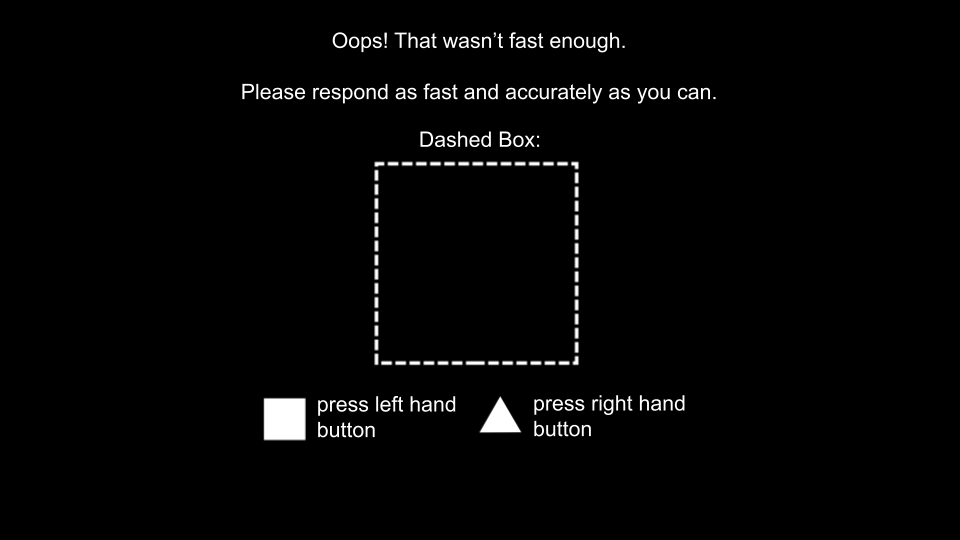 Oops! That wasn’t fast enough.
Please respond as fast and accurately as you can.
Dashed Box:
press left hand
button
press right hand
button